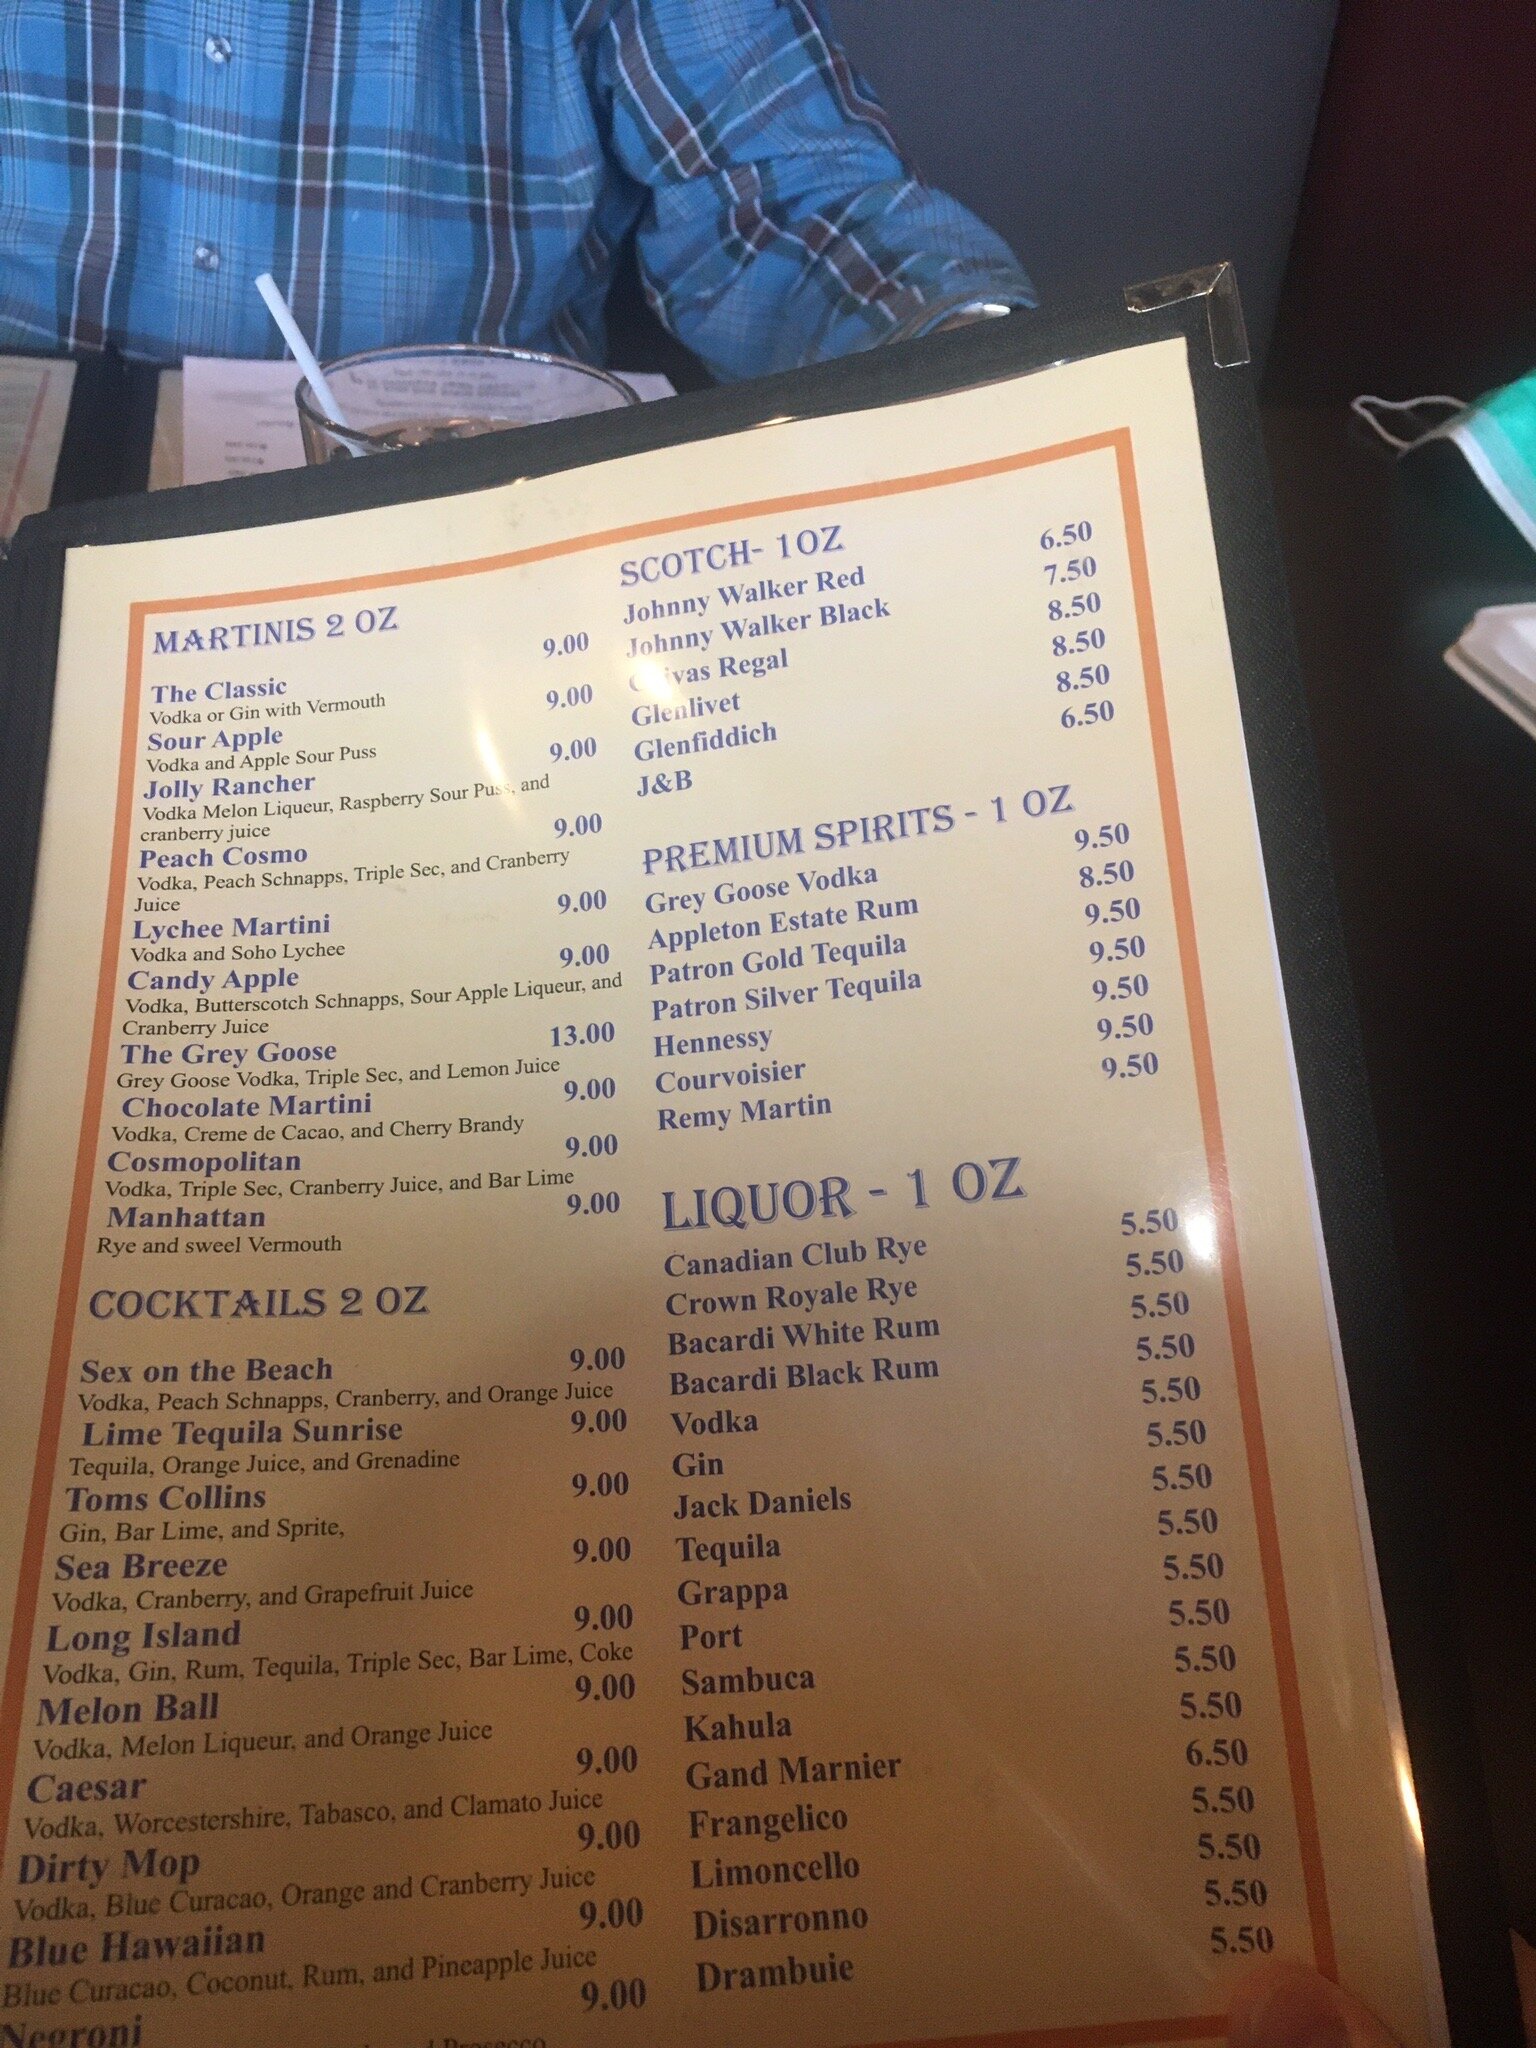 MARTINIS 2 OZ
The Classic 9.00
Vodka or Gin with Vermouth
Sour Apple 9.00
Vodka and Apple Sour Puss
Jolly Rancher 9.00
Vodka Melon Liqueur, Raspberry Sour Puss, and
cranberry juice
Peach Cosmo 9.00
Vodka, Peach Schnapps, Triple Sec, and Cranberry
Juice
Lychee Martini 9.00
Vodka and Soho Lychee
Candy Apple 9.00
Vodka, Butterscotch Schnapps, Sour Apple Liqueur, and
Cranberry Juice
The Grey Goose 13.00
Grey Goose Vodka, Triple Sec, and Lemon Juice
Chocolate Martini 9.00
Vodka, Creme de Cacao, and Cherry Brandy
Cosmopolitan 9.00
Vodka, Triple Sec, Cranberry Juice, and Bar Lime
Manhattan 9.00
Rye and sweel Vermouth
COCKTAILS 2 OZ
Sex on the Beach 9.00
Vodka, Peach Schnapps, Cranberry, and Orange Juice
Lime Tequila Sunrise 9.00
Tequila, Orange Juice, and Grenadine
Toms Collins 9.00
Gin, Bar Lime, and Sprite,
Sea Breeze 9.00
Vodka, Cranberry, and Grapefruit Juice
Long Island 9.00
Vodka, Gin, Rum, Tequila, Triple Sec, Bar Lime, Coke
Melon Ball 9.00
Vodka, Melon Liqueur, and Orange Juice
Caesar 9.00
Vodka, Worcestershire, Tabasco, and Clamato Juice
Dirty Mop 9.00
Vodka, Blue Curacao, Orange and Cranberry Juice
Blue Hawaiian 9.00
Blue Curacao, Coconut, Rum, and Pineapple Juice
Negroni 9.00
Prosecco
SCOTCH- 1OZ
Johnny Walker Red 6.50
Johnny Walker Black 7.50
Regal 8.50
Glenlivet 8.50
Glenfiddich 8.50
J&B 6.50
PREMIUM SPIRITS - 1 OZ
Grey Goose Vodka 9.50
Appleton Estate Rum 8.50
Patron Gold Tequila 9.50
Patron Silver Tequila 9.50
Hennessy 9.50
Courvoisier 9.50
Remy Martin 9.50
LIQUOR - 1 OZ
Canadian Club Rye 5.50
Crown Royale Rye 5.50
Bacardi White Rum 5.50
Bacardi Black Rum 5.50
Vodka 5.50
Gin 5.50
Jack Daniels 5.50
Tequila 5.50
Grappa 5.50
Port 5.50
Sambuca 5.50
Kahula 5.50
Gand Marnier 6.50
Frangelico 5.50
Limoncello 5.50
Disarronno 5.50
Drambuie 5.50